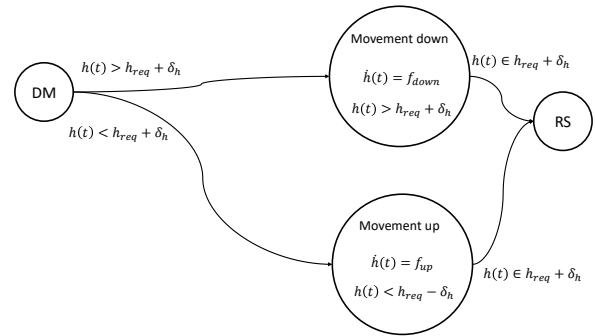 Movement down
h(t) > h_req + δ_h
h(t) ∈ h_req + δ_h
ḣ(t) = f_down
DM
h(t) > h_req + δ_h
RS
h(t) < h_req + δ_h
Movement up
ḣ(t) = f_up
h(t) ∈ h_req + δ_h
h(t) < h_req − δ_h